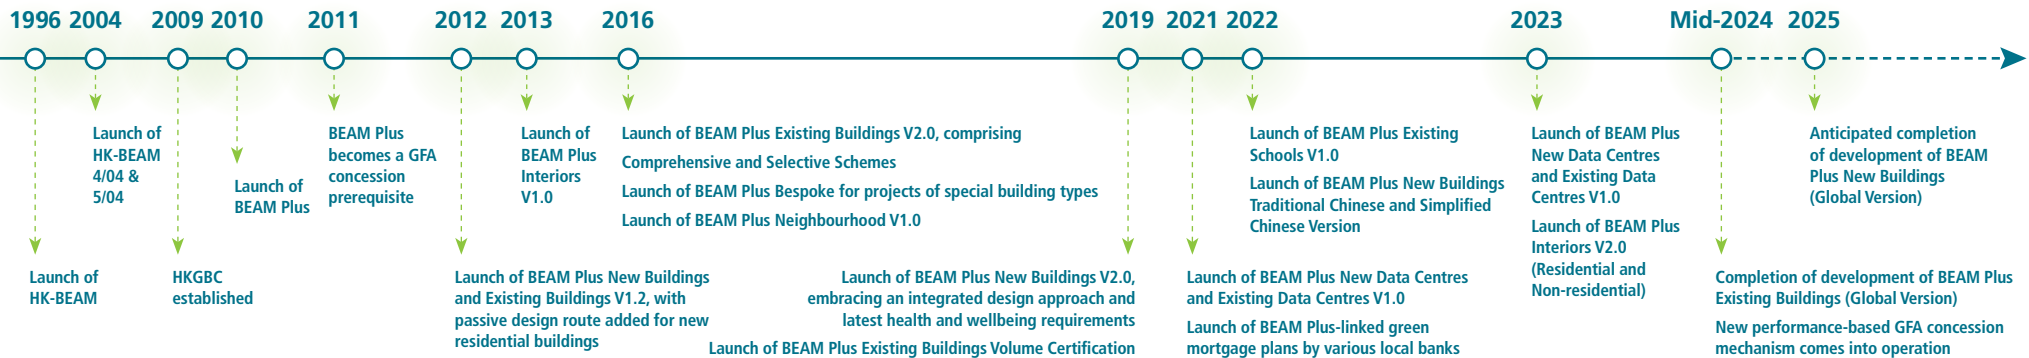 1996
2004
2009
2010
2011
2012
2013
2016
2019
2021
2022
2023
Mid-2024
2025
Launch of
HK-BEAM
Launch of
HK-BEAM
4/04 &
5/04
HKGBC
established
Launch of
BEAM Plus
BEAM Plus
becomes a GFA
concession
prerequisite
Launch of BEAM Plus New Buildings
and Existing Buildings V1.2, with
passive design route added for new
residential buildings
Launch of
BEAM Plus
Interiors
V1.0
Launch of BEAM Plus Existing Buildings V2.0, comprising
Comprehensive and Selective Schemes
Launch of BEAM Plus Bespoke for projects of special building types
Launch of BEAM Plus Neighbourhood V1.0
Launch of BEAM Plus New Buildings V2.0,
embracing an integrated design approach and
latest health and wellbeing requirements
Launch of BEAM Plus Existing Buildings Volume Certification
Launch of BEAM Plus New Data Centres
and Existing Data Centres V1.0
Launch of BEAM Plus-linked green
mortgage plans by various local banks
Launch of BEAM Plus Existing
Schools V1.0
Launch of BEAM Plus New Buildings
Traditional Chinese and Simplified
Chinese Version
Launch of BEAM Plus
New Data Centres
and Existing Data
Centres V1.0
Launch of BEAM Plus
Interiors V2.0
(Residential and
Non-residential)
Completion of development of BEAM Plus
Existing Buildings (Global Version)
New performance-based GFA concession
mechanism comes into operation
Anticipated completion
of development of BEAM
Plus New Buildings
(Global Version)